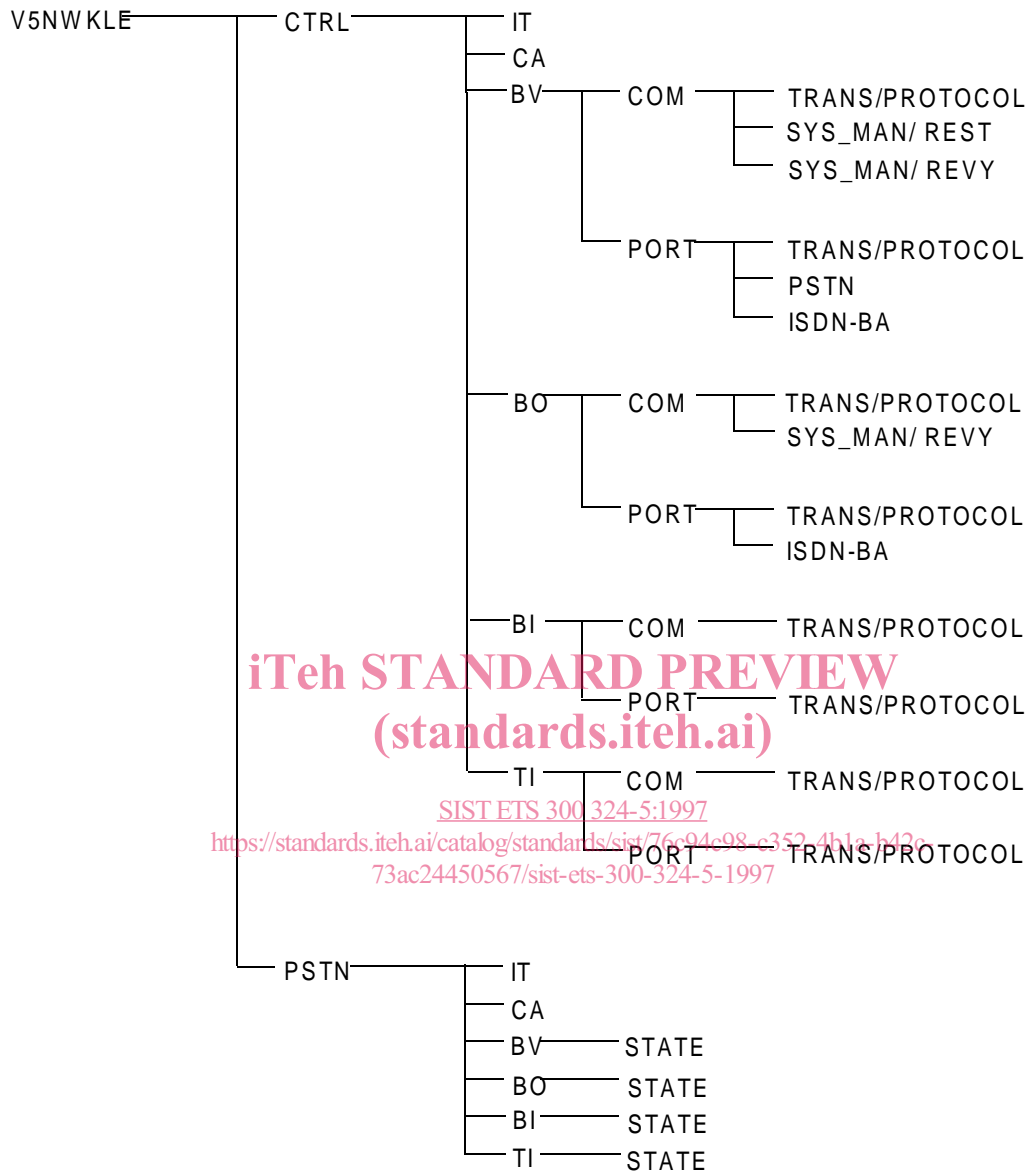 V5NWKLE CTRL IT
CA
BV COM TRANS/PROTOCOL
SYS_MAN/ REST
SYS_MAN/ REVY
PORT TRANS/PROTOCOL
PSTN
ISDN-BA
BO COM TRANS/PROTOCOL
SYS_MAN/ REVY
PORT TRANS/PROTOCOL
ISDN-BA
BI COM TRANS/PROTOCOL
iTeh STANDARD PREVIEW
PORT TRANS/PROTOCOL
(standards.iteh.ai)
TI COM TRANS/PROTOCOL
SIST ETS 300 324-5:1997
https://standards.iteh.ai/catalog/standards/sist/76c94c98-c352-4b1a-b42c-
PORT TRANS/PROTOCOL
73ac24450567/sist-ets-300-324-5-1997
PSTN IT
CA
BV STATE
BO STATE
BI STATE
TI STATE